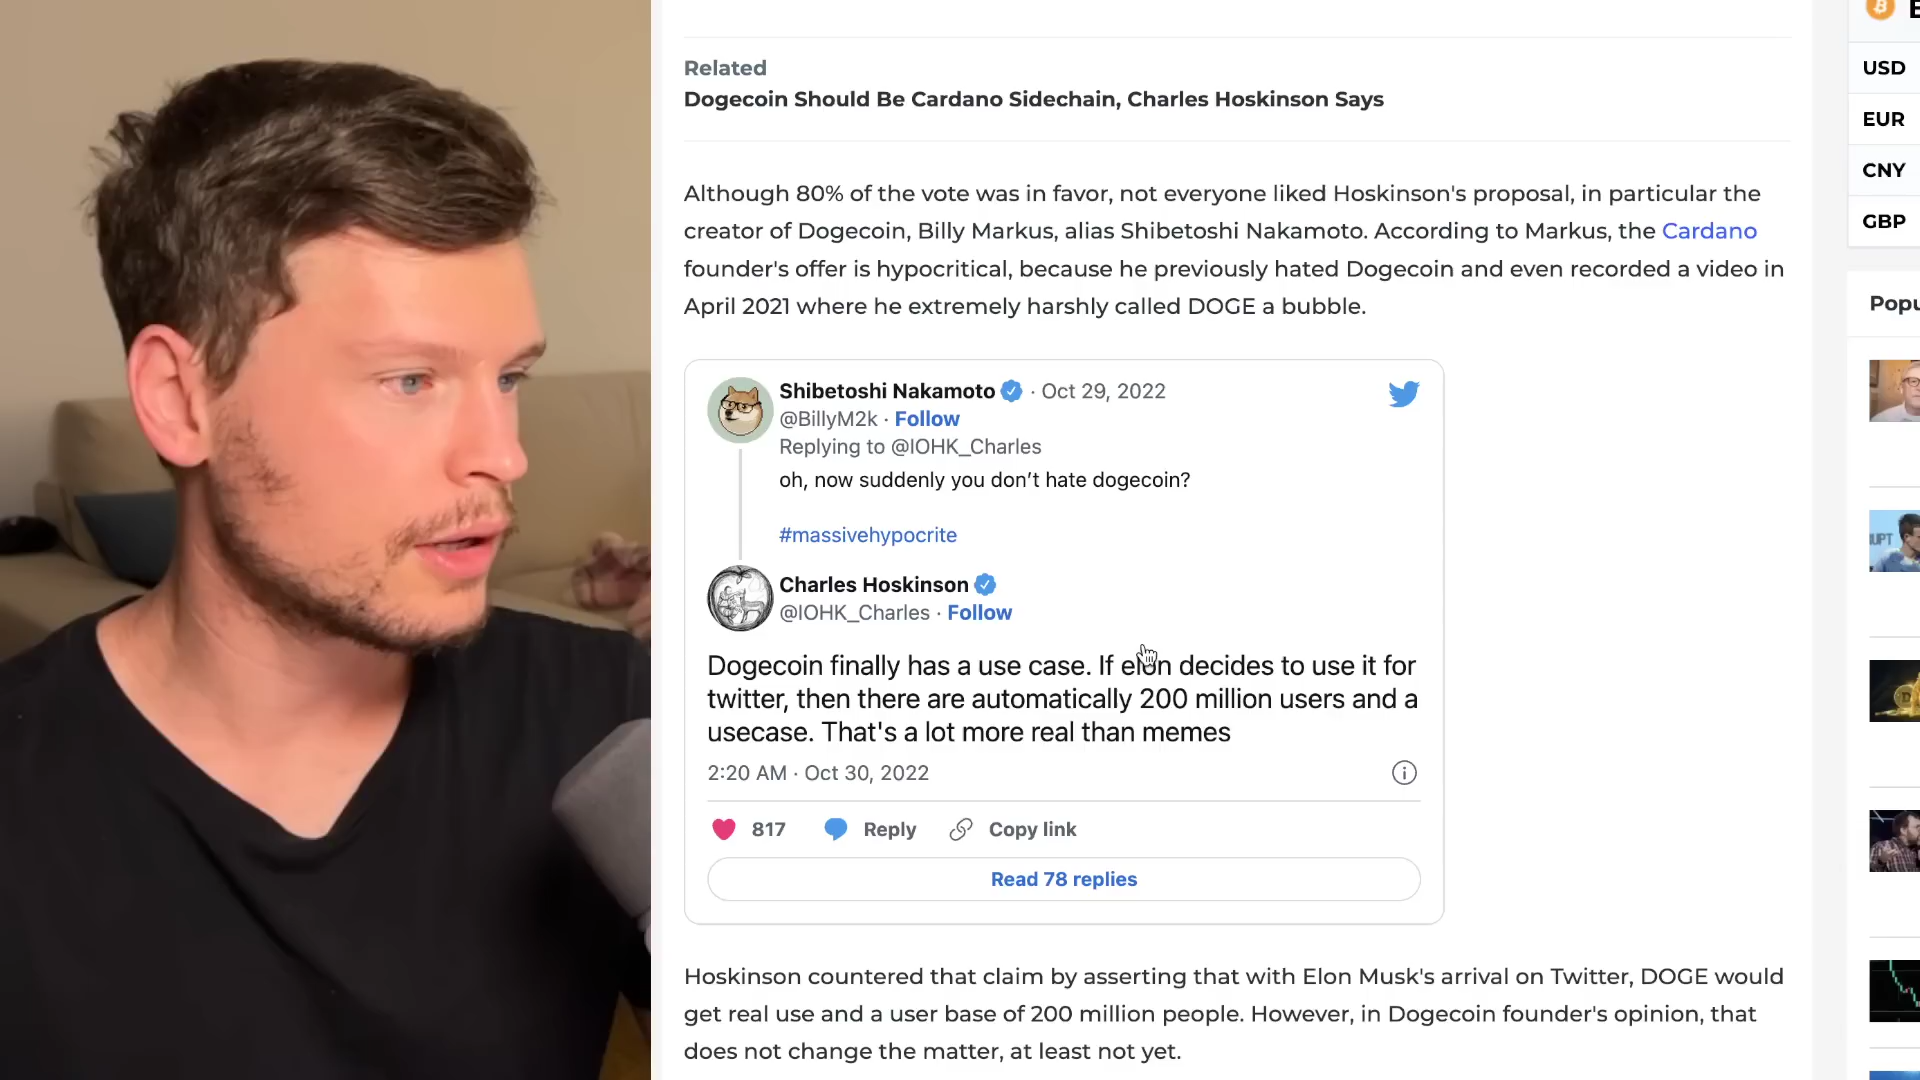 Related
Dogecoin Should Be Cardano Sidechain, Charles Hoskinson Says
Although 80% of the vote was in favor, not everyone liked Hoskinson's proposal, in particular the
creator of Dogecoin, Billy Markus, alias Shibetoshi Nakamoto. According to Markus, the Cardano
founder's offer is hypocritical, because he previously hated Dogecoin and even recorded a video in
April 2021 where he extremely harshly called DOGE a bubble.
Shibetoshi Nakamoto · Oct 29, 2022
@BillyM2k · Follow
Replying to @IOHK_Charles
oh, now suddenly you don’t hate dogecoin?
#massivehypocrite
Charles Hoskinson
@IOHK_Charles · Follow
Dogecoin finally has a use case. If elon decides to use it for
twitter, then there are automatically 200 million users and a
usecase. That's a lot more real than memes
2:20 AM · Oct 30, 2022
817 Reply Copy link
Read 78 replies
Hoskinson countered that claim by asserting that with Elon Musk's arrival on Twitter, DOGE would
get real use and a user base of 200 million people. However, in Dogecoin founder's opinion, that
does not change the matter, at least not yet.
USD
EUR
CNY
GBP
Popu